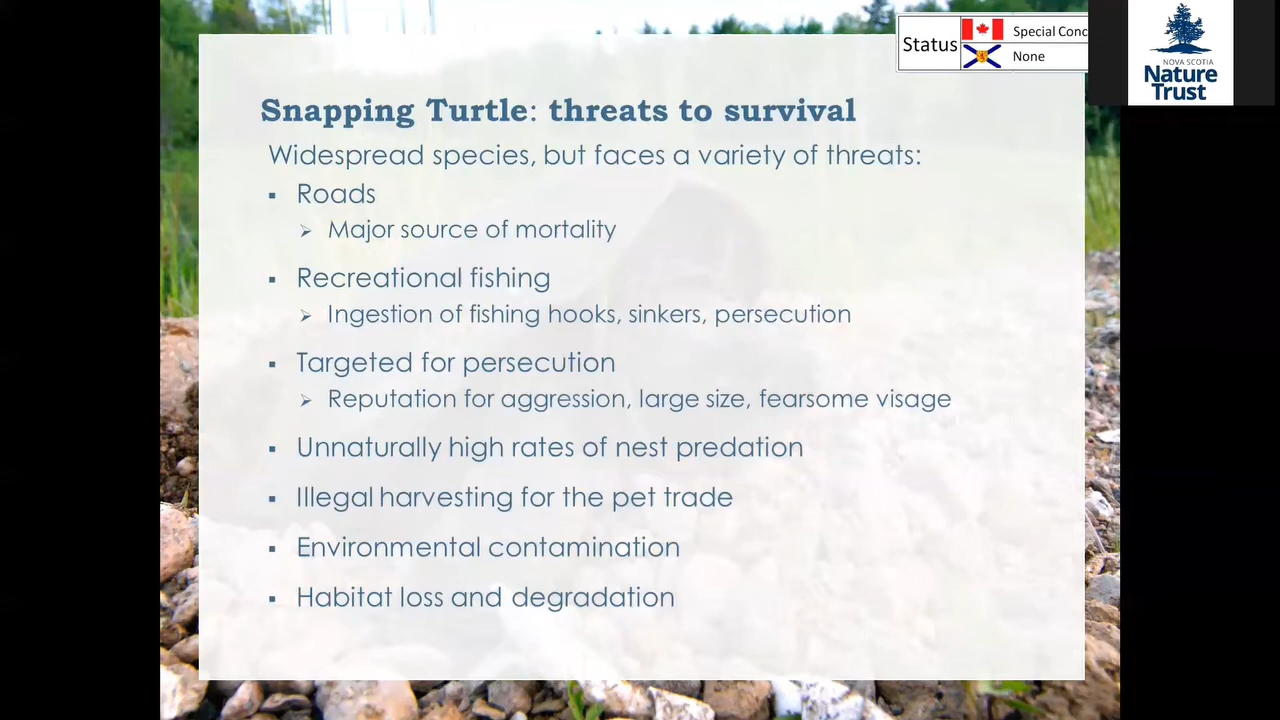 Status
Special Conc
None
NOVA SCOTIA
Nature
Trust
Snapping Turtle: threats to survival
Widespread species, but faces a variety of threats:
▪ Roads
➢ Major source of mortality
▪ Recreational fishing
➢ Ingestion of fishing hooks, sinkers, persecution
▪ Targeted for persecution
➢ Reputation for aggression, large size, fearsome visage
▪ Unnaturally high rates of nest predation
▪ Illegal harvesting for the pet trade
▪ Environmental contamination
▪ Habitat loss and degradation